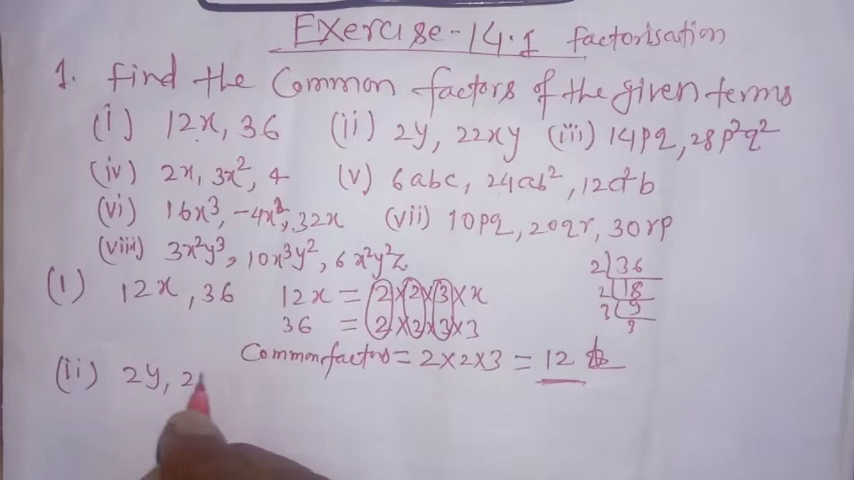 Exercise-14.1 factorisation
1. Find the Common factors of the given terms
(i) 12x, 36 (ii) 2y, 22xy (iii) 14pq, 28p²q²
(iv) 2x, 3x², 4 (v) 6abc, 24ab², 12a²b
(vi) 16x³, -4x², 32x (vii) 10pq, 20qr, 30rp
(viii) 3x²y³, 10x³y², 6x²y²z
(i) 12x, 36 12x = 2×2×3×x
36 = 2×2×3×3
2 36
2 18
3 9
3
Common factors = 2×2×3 = 12
(ii) 2y, 2